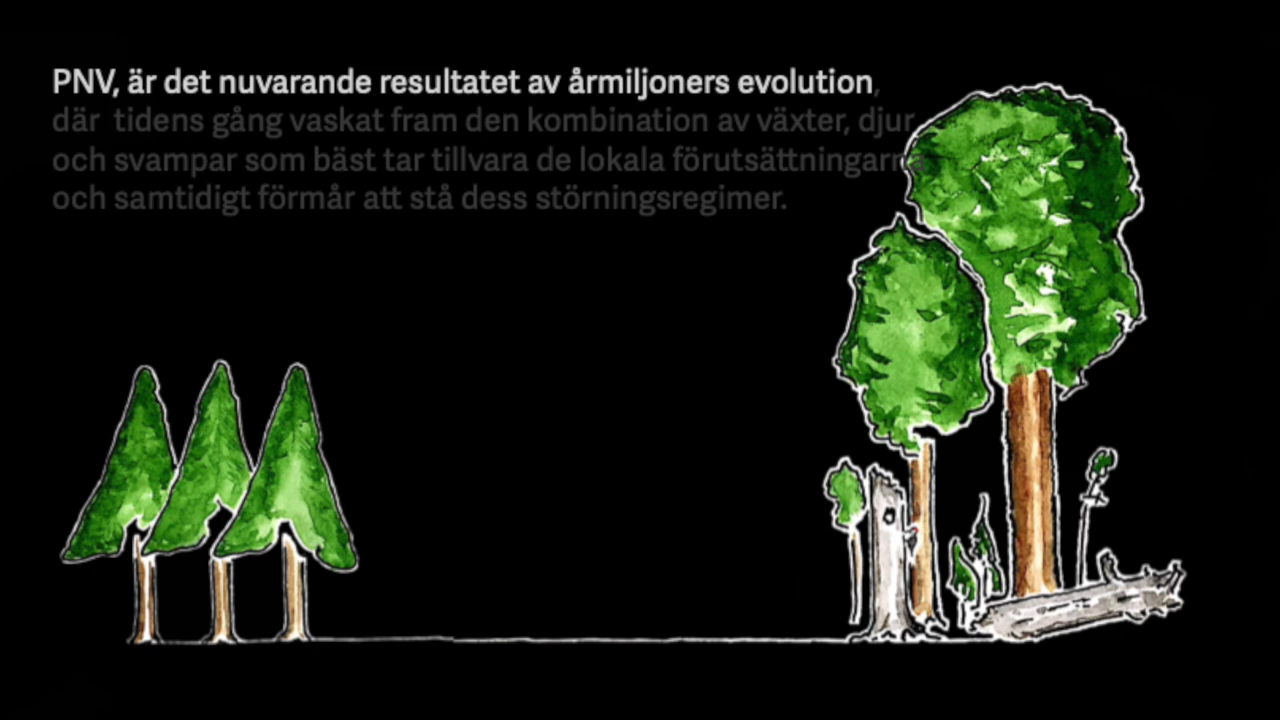 PNV, är det nuvarande resultatet av årmiljoners evolution,
där tidens gång vaskat fram den kombination av växter, djur
och svampar som bäst tar tillvara de lokala förutsättningarna
och samtidigt förmår att stå dess störningsregimer.